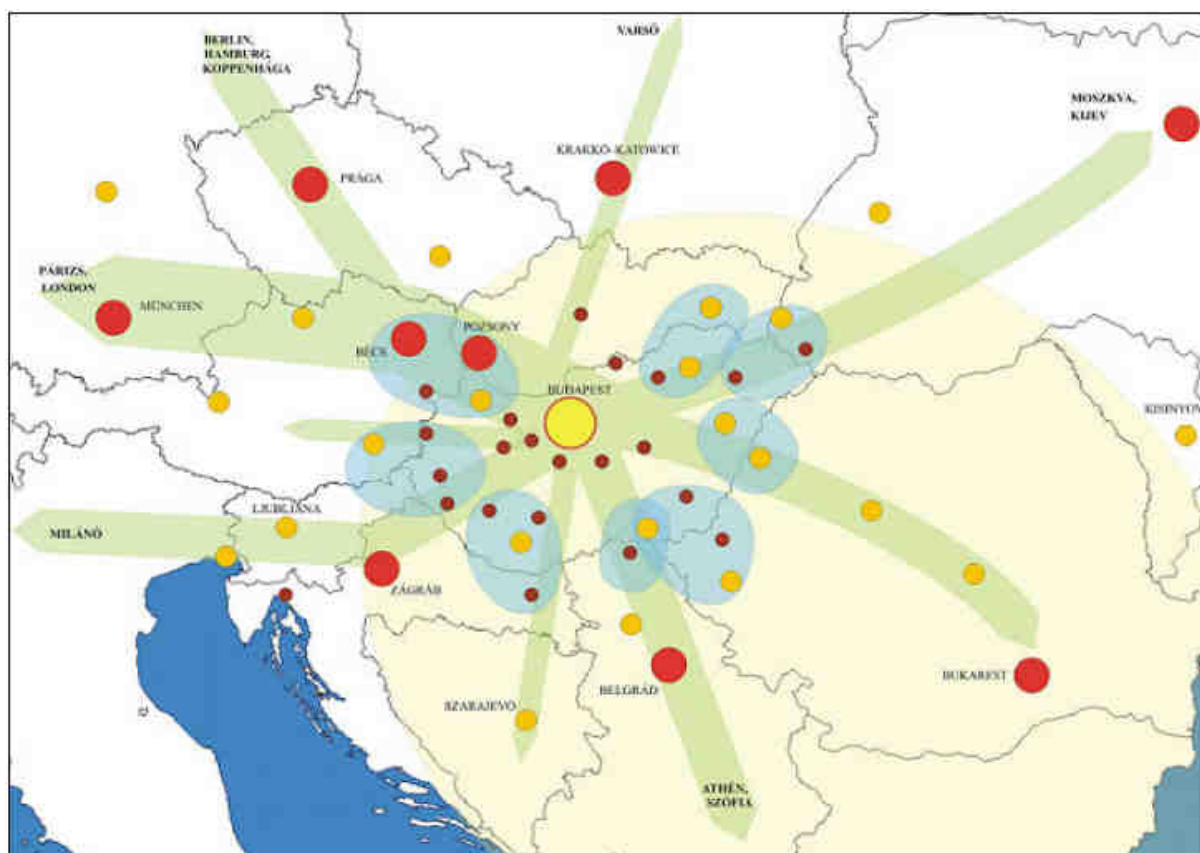 BERLIN,
HAMBURG,
KOPPENHÁGA
VARSÓ
MOSZKVA,
KIJEV
KRAKKÓ-KATOWICE
PRÁGA
PÁRIZS,
LONDON
MÜNCHEN
POZSONY
BÉCS
BUDAPEST
KISINYOV
LJUBLJANA
MILÁNÓ
ZÁGRÁB
BELGRÁD
BUKAREST
SZARAJEVÓ
ATHÉN,
SZÓFIA